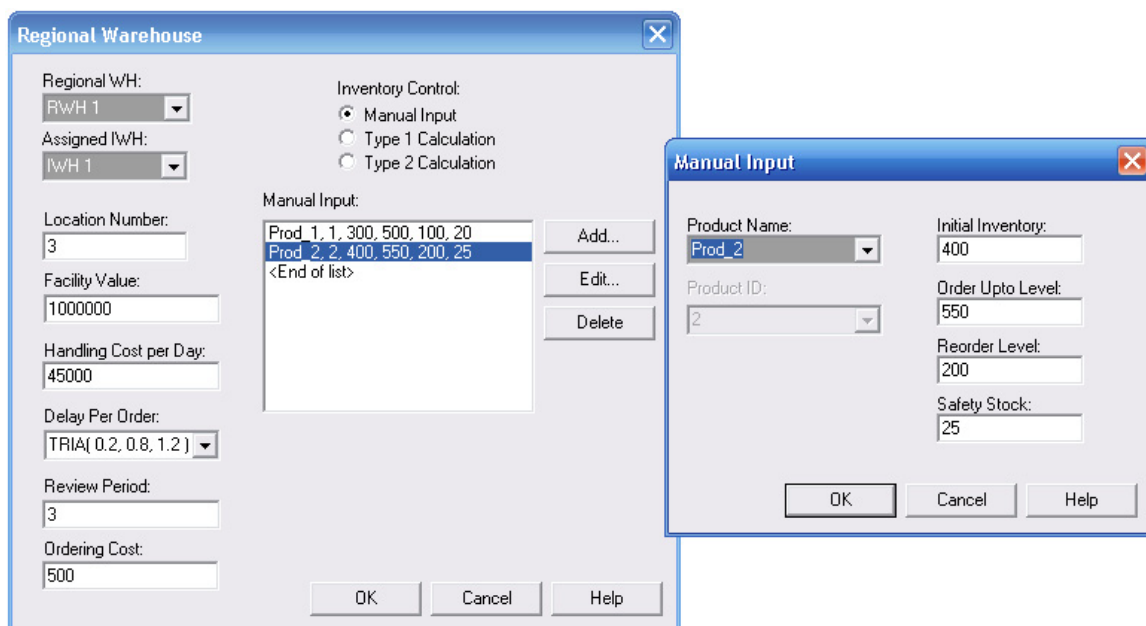 Regional Warehouse
Regional WH:
RWH 1
Assigned IWH:
IWH 1
Location Number:
3
Facility Value:
1000000
Handling Cost per Day:
45000
Delay Per Order:
TRIA( 0.2, 0.8, 1.2 )
Review Period:
3
Ordering Cost:
500
Inventory Control:
Manual Input
Type 1 Calculation
Type 2 Calculation
Manual Input:
Prod_1, 1, 300, 500, 100, 20
Prod_2, 2, 400, 550, 200, 25
<End of list>
Add...
Edit...
Delete
OK Cancel Help
Manual Input
Product Name:
Prod_2
Product ID:
2
Initial Inventory:
400
Order Upto Level:
550
Reorder Level:
200
Safety Stock:
25
OK Cancel Help